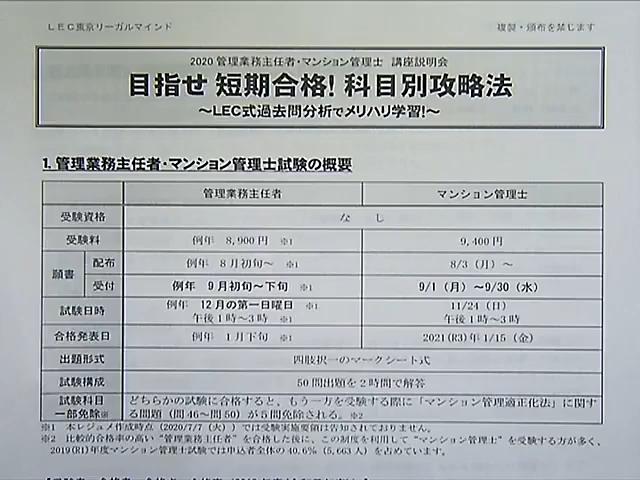 LEC東京リーガルマインド
複製・頒布を禁じます
2020 管理業務主任者・マンション管理士 講座説明会
目指せ 短期合格! 科目別攻略法
～LEC式過去問分析でメリハリ学習!～
1. 管理業務主任者・マンション管理士試験の概要
管理業務主任者 マンション管理士
受験資格 なし
受験料 例年 8,900円 ※1 9,400円
願書 配布 例年 8月初旬～ ※1 8/3（月）～
受付 例年 9月初旬～下旬 ※1 9/1（月）～9/30（水）
試験日時 例年 12月の第一日曜日 ※1 11/24（日）
午後1時～3時 ※1 午後1時～3時
合格発表日 例年 1月下旬 ※1 2021(R3)年1/15（金）
出題形式 四肢択一のマークシート式
試験構成 50問出題を2時間で解答
試験科目 どちらかの試験に合格すると、もう一方を受験する際に「マンション管理適正化法」に関す
一部免除※ る問題（問46～問50）が5問免除される。※2
※1 本レジュメ作成時点（2020/7/7（火））では受験実施要領は告知されておりません。
※2 比較的合格率の高い“管理業務主任者”を合格した後に、この制度を利用して“マンション管理士”を受験する方が多く、
2019(R1)年度マンション管理士試験では申込者全体の40.6%（5,663人）を占めています。